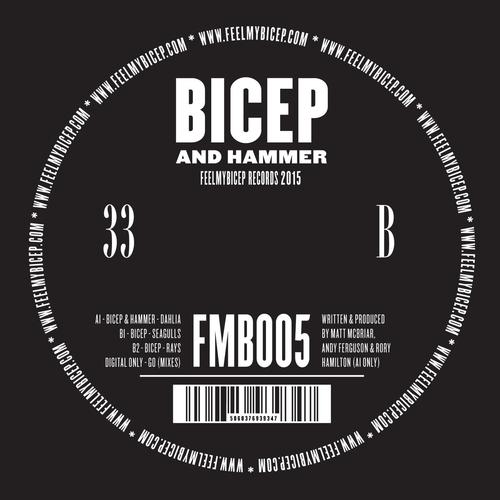 * WWW.FEELMYBICEP.COM * WWW.FEELMYBICEP.COM * WWW.FEELMYBICEP.COM * WWW.FEELMYBICEP.COM * WWW.FEELMYBICEP.COM * WWW.FEELMYBICEP.COM * WWW.FEELMYBICEP.COM * WWW.FEELMYBICEP.COM
BICEP
AND HAMMER
FEELMYBICEP RECORDS 2015
33
B
A1 - BICEP & HAMMER - DAHLIA
B1 - BICEP - SEAGULLS
B2 - BICEP - RAYS
DIGITAL ONLY - GO (MIXES)
FMB005
WRITTEN & PRODUCED
BY MATT MCBRIAR,
ANDY FERGUSON & RORY
HAMILTON (A1 ONLY)
5060376939347